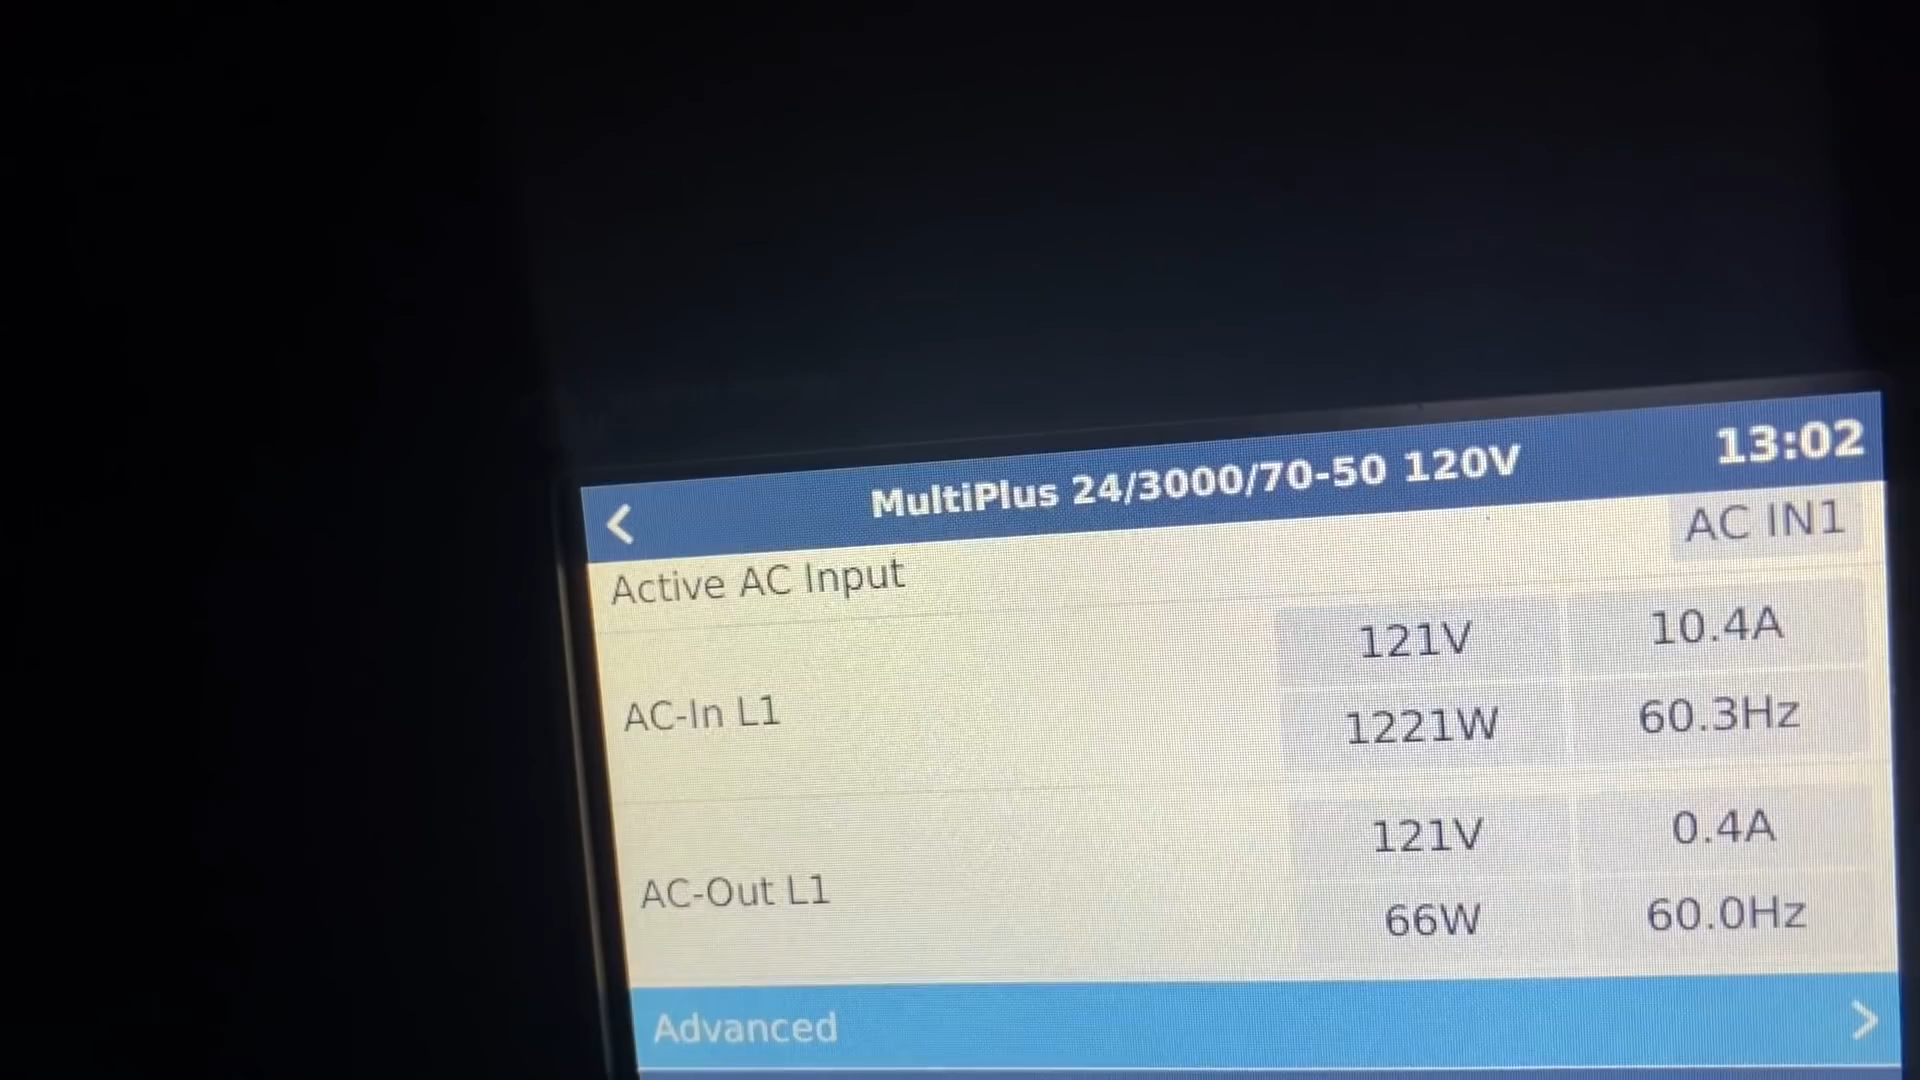 MultiPlus 24/3000/70-50 120V 13:02
Active AC Input AC IN1
AC-In L1
121V 10.4A
1221W 60.3Hz
AC-Out L1
121V 0.4A
66W 60.0Hz
Advanced